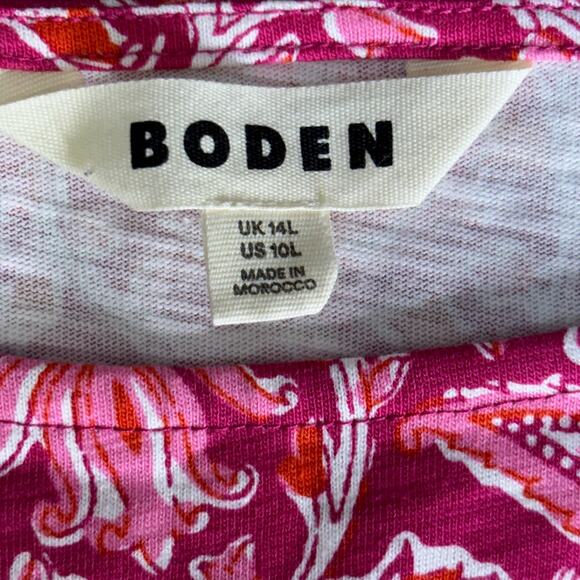 BODEN
UK 14L
US 10L
MADE IN
MOROCCO